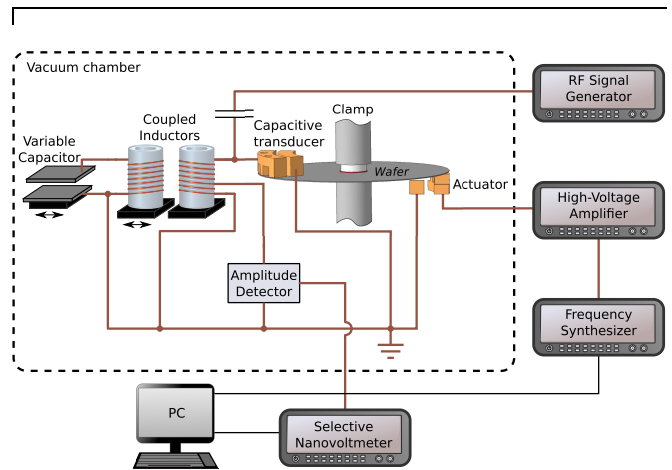 Vacuum chamber
RF Signal
Generator
Coupled
Inductors
Clamp
Capacitive
transducer
Variable
Capacitor
Wafer
Actuator
High-Voltage
Amplifier
Amplitude
Detector
Frequency
Synthesizer
PC
Selective
Nanovoltmeter